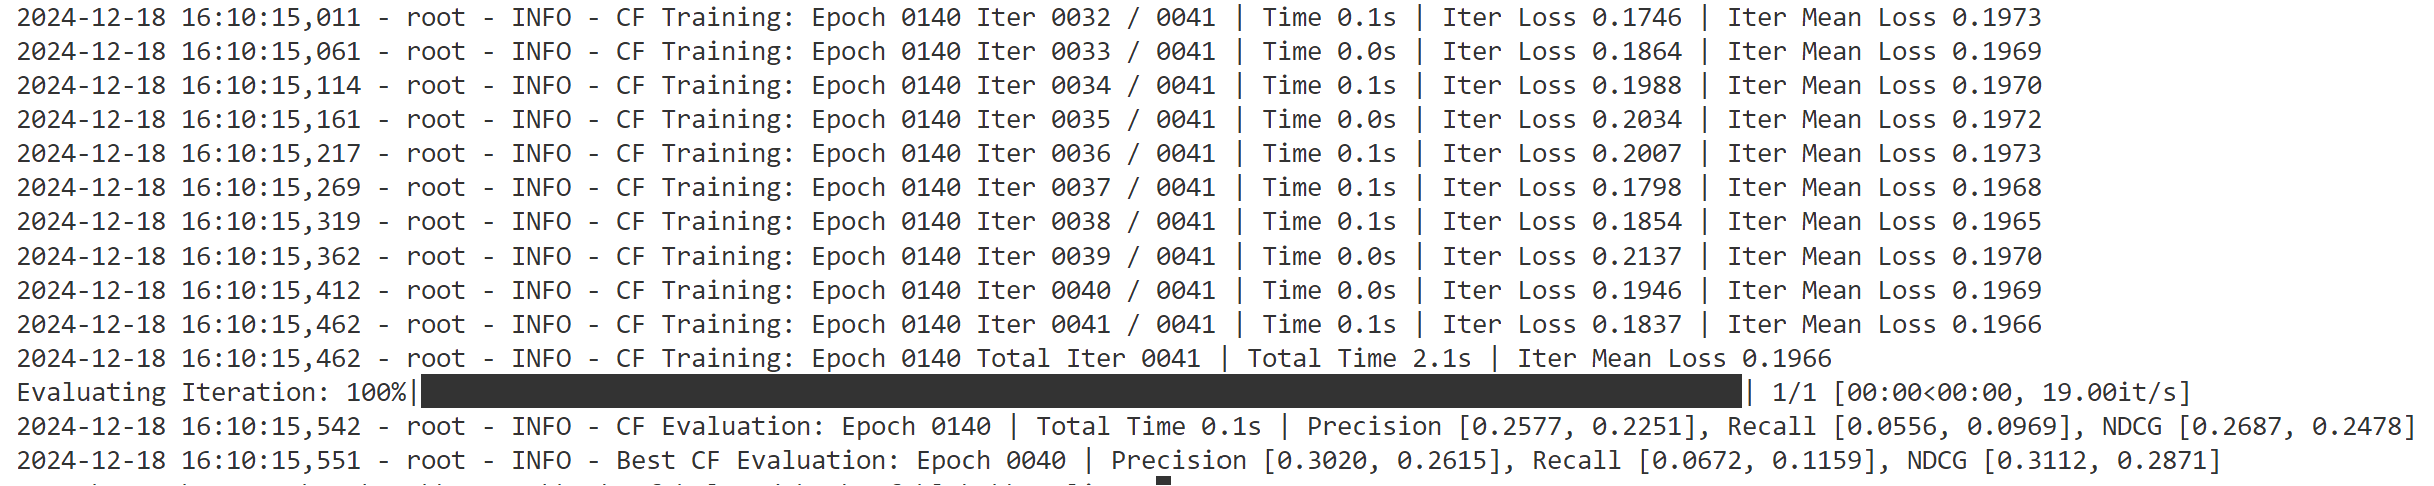 2024-12-18 16:10:15,011 - root - INFO - CF Training: Epoch 0140 Iter 0032 / 0041 | Time 0.1s | Iter Loss 0.1746 | Iter Mean Loss 0.1973
2024-12-18 16:10:15,061 - root - INFO - CF Training: Epoch 0140 Iter 0033 / 0041 | Time 0.0s | Iter Loss 0.1864 | Iter Mean Loss 0.1969
2024-12-18 16:10:15,114 - root - INFO - CF Training: Epoch 0140 Iter 0034 / 0041 | Time 0.1s | Iter Loss 0.1988 | Iter Mean Loss 0.1970
2024-12-18 16:10:15,161 - root - INFO - CF Training: Epoch 0140 Iter 0035 / 0041 | Time 0.0s | Iter Loss 0.2034 | Iter Mean Loss 0.1972
2024-12-18 16:10:15,217 - root - INFO - CF Training: Epoch 0140 Iter 0036 / 0041 | Time 0.1s | Iter Loss 0.2007 | Iter Mean Loss 0.1973
2024-12-18 16:10:15,269 - root - INFO - CF Training: Epoch 0140 Iter 0037 / 0041 | Time 0.1s | Iter Loss 0.1798 | Iter Mean Loss 0.1968
2024-12-18 16:10:15,319 - root - INFO - CF Training: Epoch 0140 Iter 0038 / 0041 | Time 0.1s | Iter Loss 0.1854 | Iter Mean Loss 0.1965
2024-12-18 16:10:15,362 - root - INFO - CF Training: Epoch 0140 Iter 0039 / 0041 | Time 0.0s | Iter Loss 0.2137 | Iter Mean Loss 0.1970
2024-12-18 16:10:15,412 - root - INFO - CF Training: Epoch 0140 Iter 0040 / 0041 | Time 0.0s | Iter Loss 0.1946 | Iter Mean Loss 0.1969
2024-12-18 16:10:15,462 - root - INFO - CF Training: Epoch 0140 Iter 0041 / 0041 | Time 0.1s | Iter Loss 0.1837 | Iter Mean Loss 0.1966
2024-12-18 16:10:15,462 - root - INFO - CF Training: Epoch 0140 Total Iter 0041 | Total Time 2.1s | Iter Mean Loss 0.1966
Evaluating Iteration: 100%| | 1/1 [00:00<00:00, 19.00it/s]
2024-12-18 16:10:15,542 - root - INFO - CF Evaluation: Epoch 0140 | Total Time 0.1s | Precision [0.2577, 0.2251], Recall [0.0556, 0.0969], NDCG [0.2687, 0.2478]
2024-12-18 16:10:15,551 - root - INFO - Best CF Evaluation: Epoch 0040 | Precision [0.3020, 0.2615], Recall [0.0672, 0.1159], NDCG [0.3112, 0.2871]